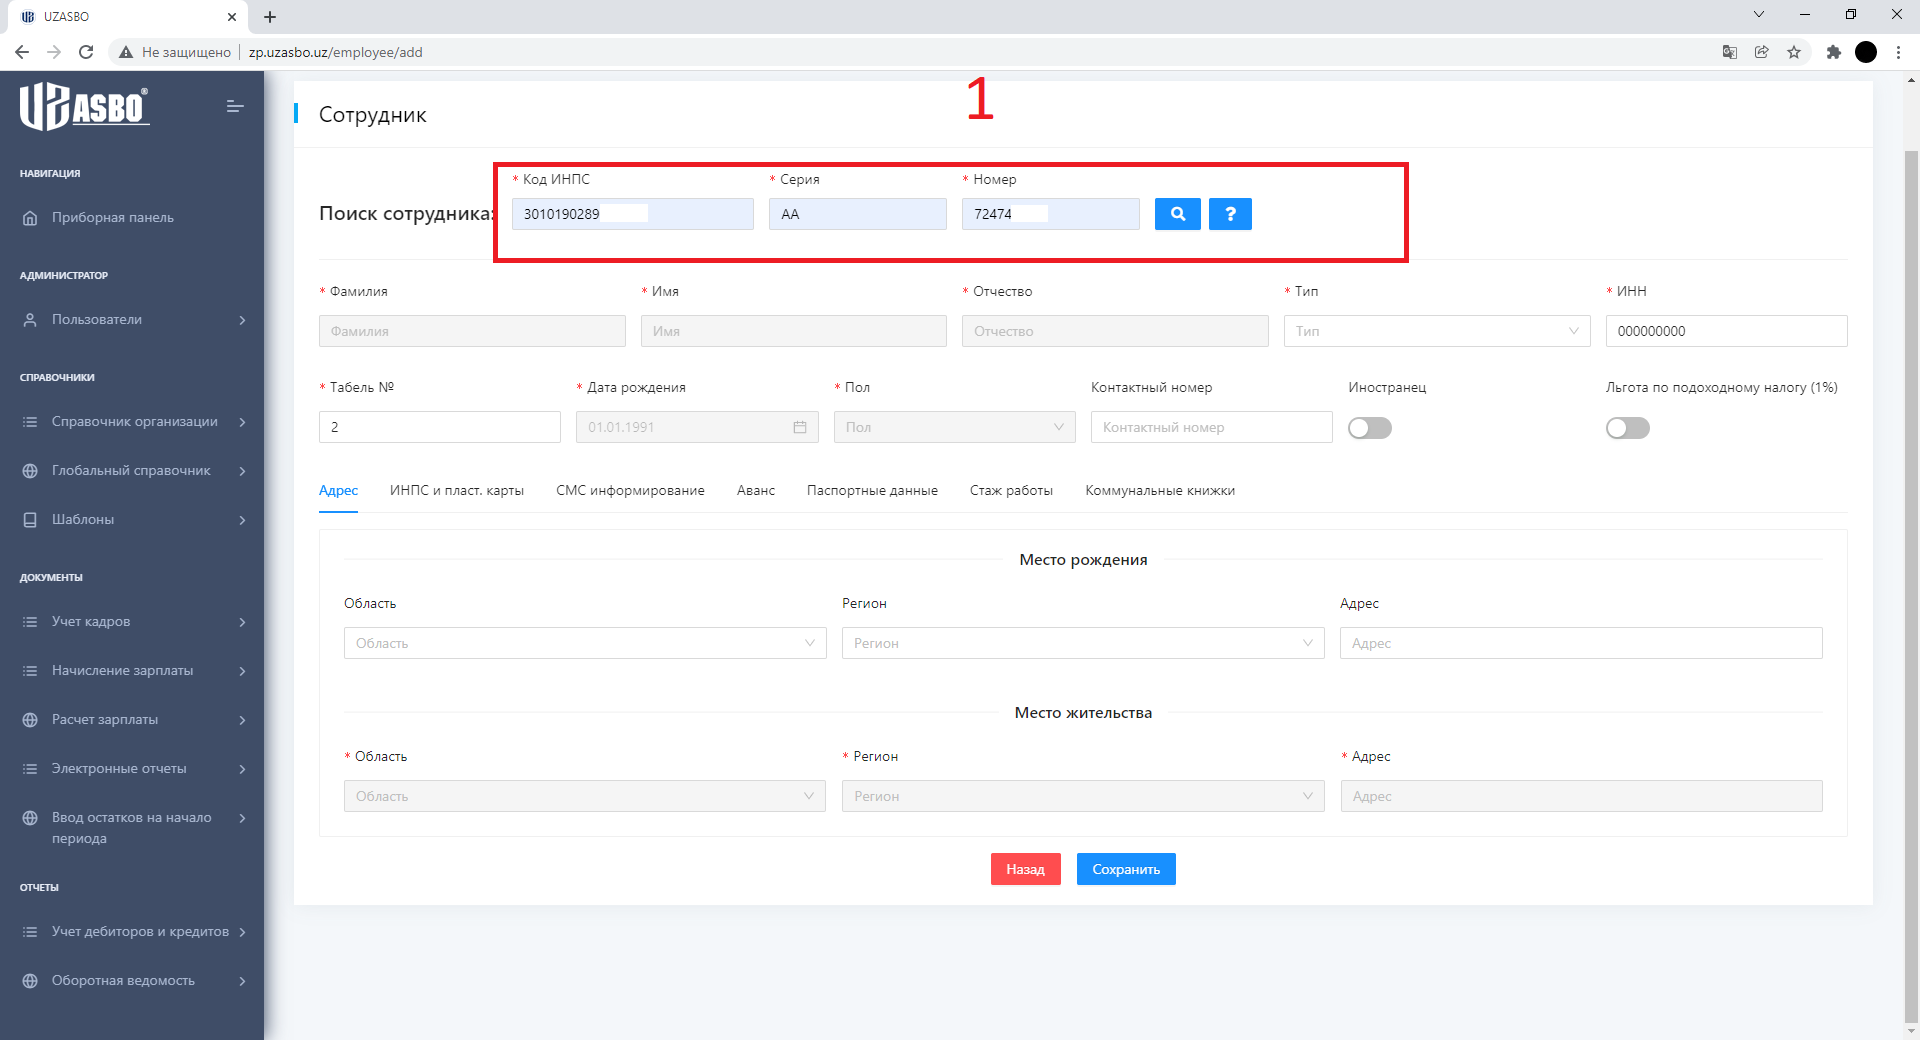 UZASBO
Не защищено
zp.uzasbo.uz/employee/add
UZASBO®
НАВИГАЦИЯ
Приборная панель
АДМИНИСТРАТОР
Пользователи
СПРАВОЧНИКИ
Справочник организации
Глобальный справочник
Шаблоны
ДОКУМЕНТЫ
Учет кадров
Начисление зарплаты
Расчет зарплаты
Электронные отчеты
Ввод остатков на начало
периода
ОТЧЕТЫ
Учет дебиторов и кредитов
Оборотная ведомость
1
Сотрудник
* Код ИНПС * Серия * Номер
Поиск сотрудника: 3010190289 AA 72474 ?
* Фамилия * Имя * Отчество * Тип * ИНН
Фамилия Имя Отчество Тип 000000000
* Табель № * Дата рождения * Пол Контактный номер Иностранец Льгота по подоходному налогу (1%)
2 01.01.1991 Пол Контактный номер
Адрес ИНПС и пласт. карты СМС информирование Аванс Паспортные данные Стаж работы Коммунальные книжки
Место рождения
Область Регион Адрес
Область Регион Адрес
Место жительства
* Область * Регион * Адрес
Область Регион Адрес
Назад Сохранить